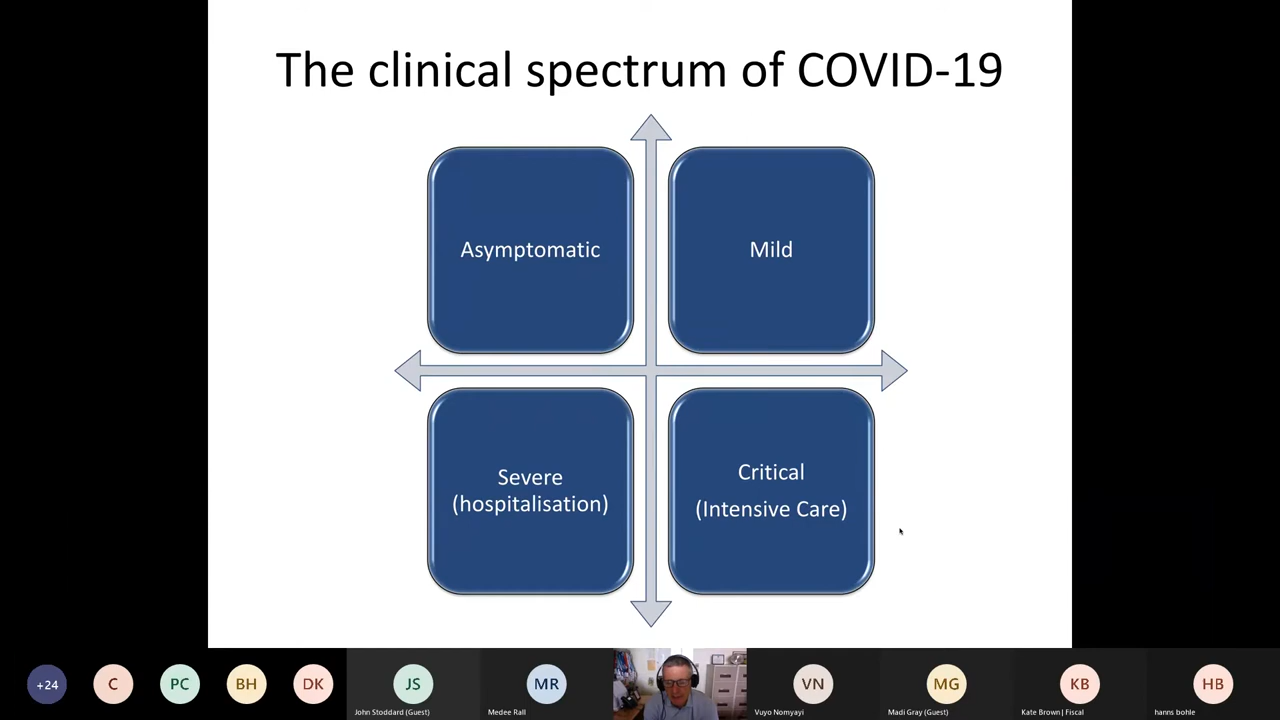 The clinical spectrum of COVID-19
Asymptomatic
Mild
Severe
(hospitalisation)
Critical
(Intensive Care)
+24
C
PC
BH
DK
JS
John Stoddard (Guest)
MR
Medee Rall
VN
Vuyo Nomyayi
MG
Madi Gray (Guest)
KB
Kate Brown | Fiscal
HB
hanns bohle